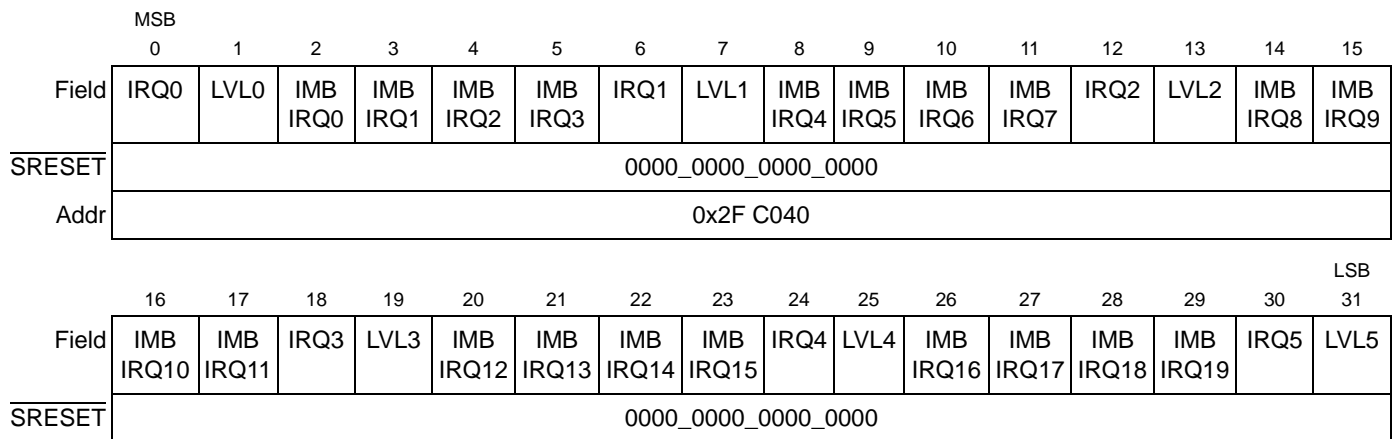 MSB
0 1 2 3 4 5 6 7 8 9 10 11 12 13 14 15
Field IRQ0 LVL0 IMB IMB IMB IMB IRQ1 LVL1 IMB IMB IMB IMB IRQ2 LVL2 IMB IMB
IRQ0 IRQ1 IRQ2 IRQ3 IRQ4 IRQ5 IRQ6 IRQ7 IRQ8 IRQ9
SRESET 0000_0000_0000_0000
Addr 0x2F C040
LSB
16 17 18 19 20 21 22 23 24 25 26 27 28 29 30 31
Field IMB IMB IRQ3 LVL3 IMB IMB IMB IMB IRQ4 LVL4 IMB IMB IMB IMB IRQ5 LVL5
IRQ10 IRQ11 IRQ12 IRQ13 IRQ14 IRQ15 IRQ16 IRQ17 IRQ18 IRQ19
SRESET 0000_0000_0000_0000